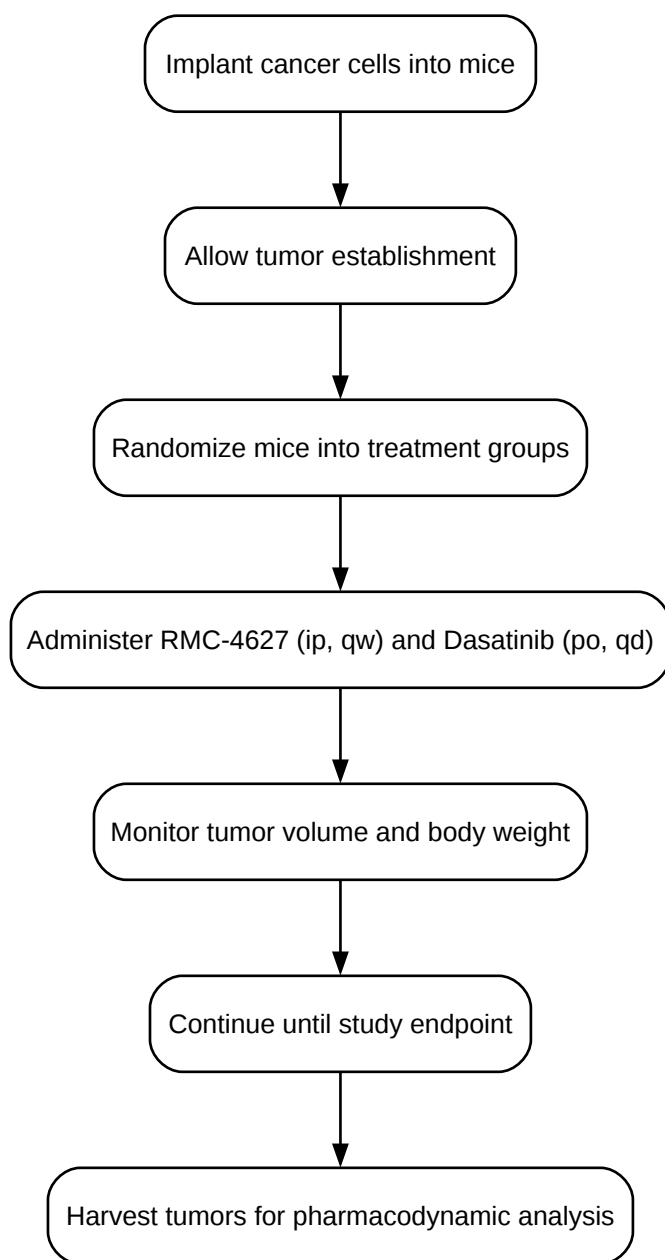 Implant cancer cells into mice
Allow tumor establishment
Randomize mice into treatment groups
Administer RMC-4627 (ip, qw) and Dasatinib (po, qd)
Monitor tumor volume and body weight
Continue until study endpoint
Harvest tumors for pharmacodynamic analysis